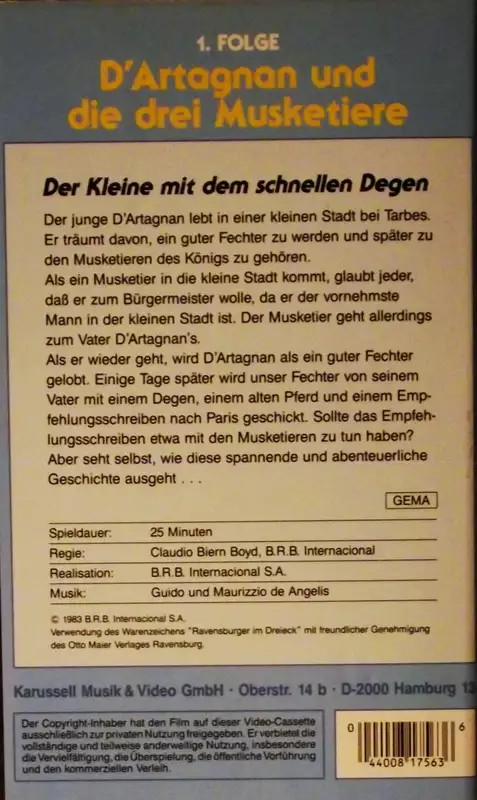 1. FOLGE
D'Artagnan und
die drei Musketiere
Der Kleine mit dem schnellen Degen
Der junge D'Artagnan lebt in einer kleinen Stadt bei Tarbes.
Er träumt davon, ein guter Fechter zu werden und später zu
den Musketieren des Königs zu gehören.
Als ein Musketier in die kleine Stadt kommt, glaubt jeder,
daß er zum Bürgermeister wolle, da er der vornehmste
Mann in der kleinen Stadt ist. Der Musketier geht allerdings
zum Vater D'Artagnan's.
Als er wieder geht, wird D'Artagnan als ein guter Fechter
gelobt. Einige Tage später wird unser Fechter von seinem
Vater mit einem Degen, einem alten Pferd und einem Emp-
fehlungsschreiben nach Paris geschickt. Sollte das Empfeh-
lungsschreiben etwa mit den Musketieren zu tun haben?
Aber seht selbst, wie diese spannende und abenteuerliche
Geschichte ausgeht . . .
GEMA
Spieldauer: 25 Minuten
Regie: Claudio Biern Boyd, B.R.B. Internacional
Realisation: B.R.B. Internacional S.A.
Musik: Guido und Maurizzio de Angelis
© 1983 B.R.B. Internacional S.A.
Verwendung des Warenzeichens "Ravensburger im Dreieck" mit freundlicher Genehmigung
des Otto Maier Verlages Ravensburg.
Karussell Musik & Video GmbH · Oberstr. 14 b · D-2000 Hamburg 13
Der Copyright-Inhaber hat den Film auf dieser Video-Cassette
ausschließlich zur privaten Nutzung freigegeben. Er verbietet die
vollständige und teilweise anderweitige Nutzung, insbesondere
die Vervielfältigung, die Überspielung, die öffentliche Vorführung
und den kommerziellen Verleih.
0 44008 17563 6